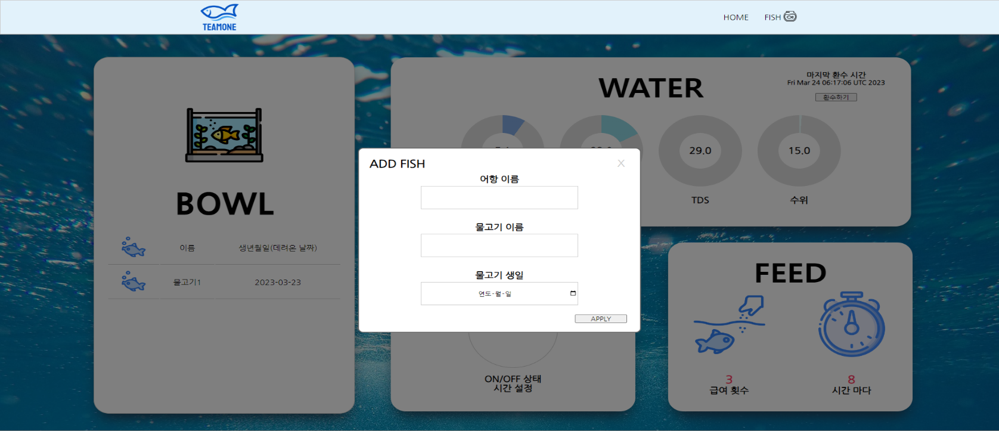 TEAMONE
HOME
FISH
BOWL
이름
생년월일(데려온 날짜)
물고기1
2023-03-23
WATER
마지막 환수 시간
Fri Mar 24 06:17:06 UTC 2023
환수하기
29.0
15.0
TDS
수위
ADD FISH
X
어항 이름
물고기 이름
물고기 생일
연도-월-일
APPLY
ON/OFF 상태
시간 설정
FEED
3
급여 횟수
8
시간 마다